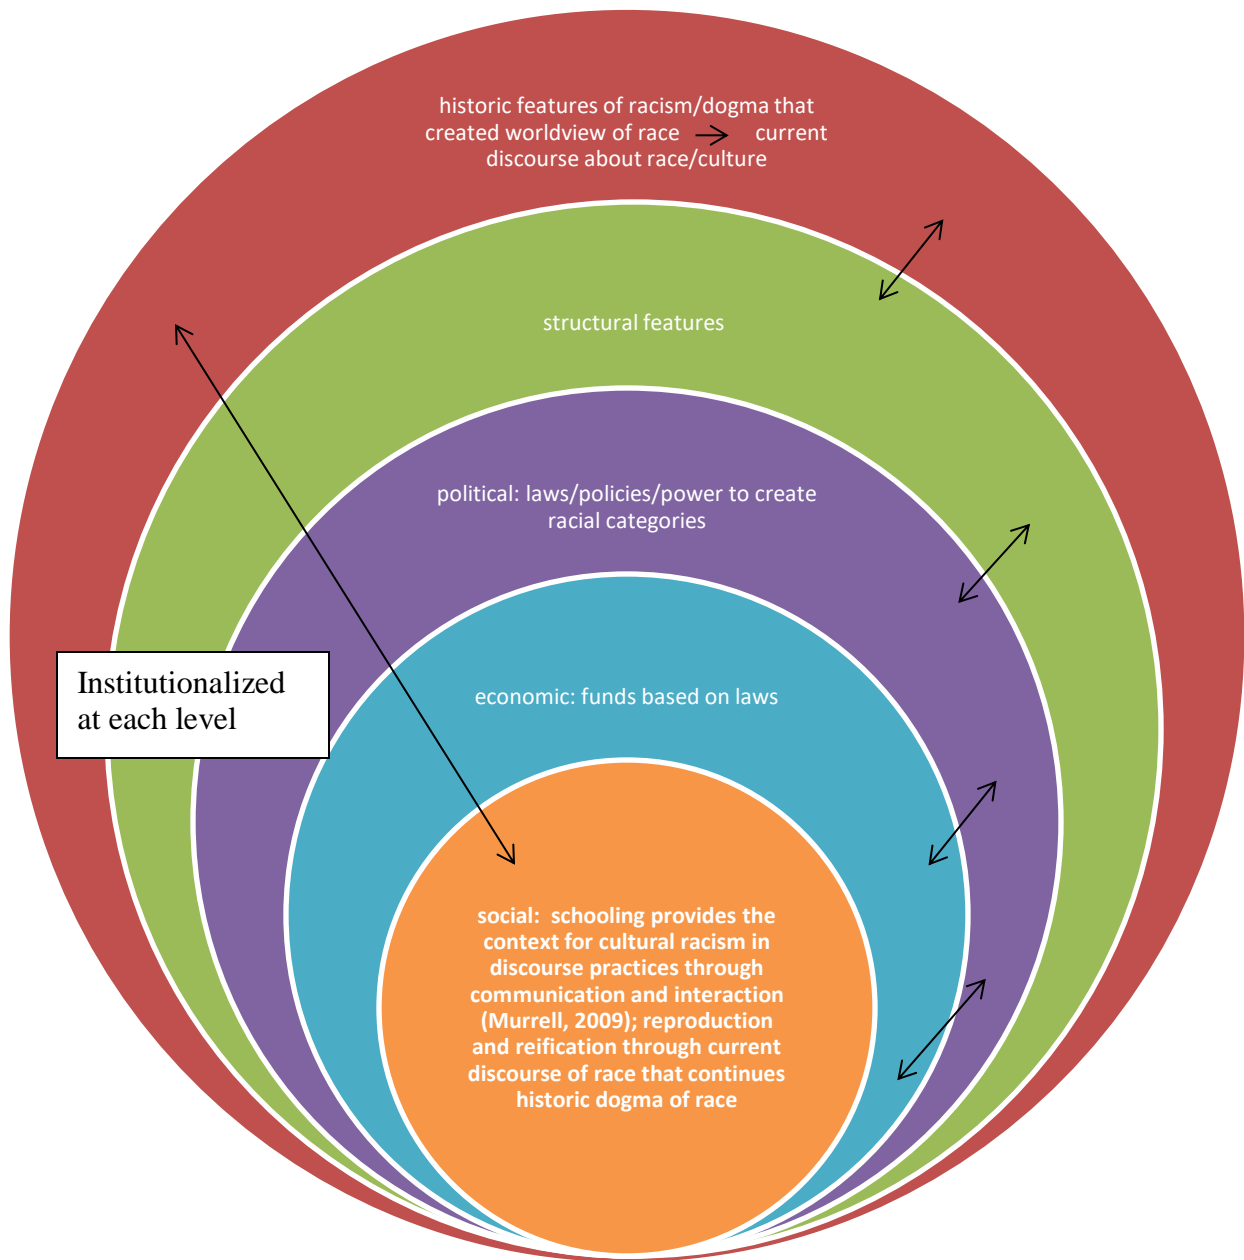 historic features of racism/dogma that
created worldview of race → current
discourse about race/culture
structural features
political: laws/policies/power to create
racial categories
Institutionalized
at each level
economic: funds based on laws
social: schooling provides the
context for cultural racism in
discourse practices through
communication and interaction
(Murrell, 2009); reproduction
and reification through current
discourse of race that continues
historic dogma of race